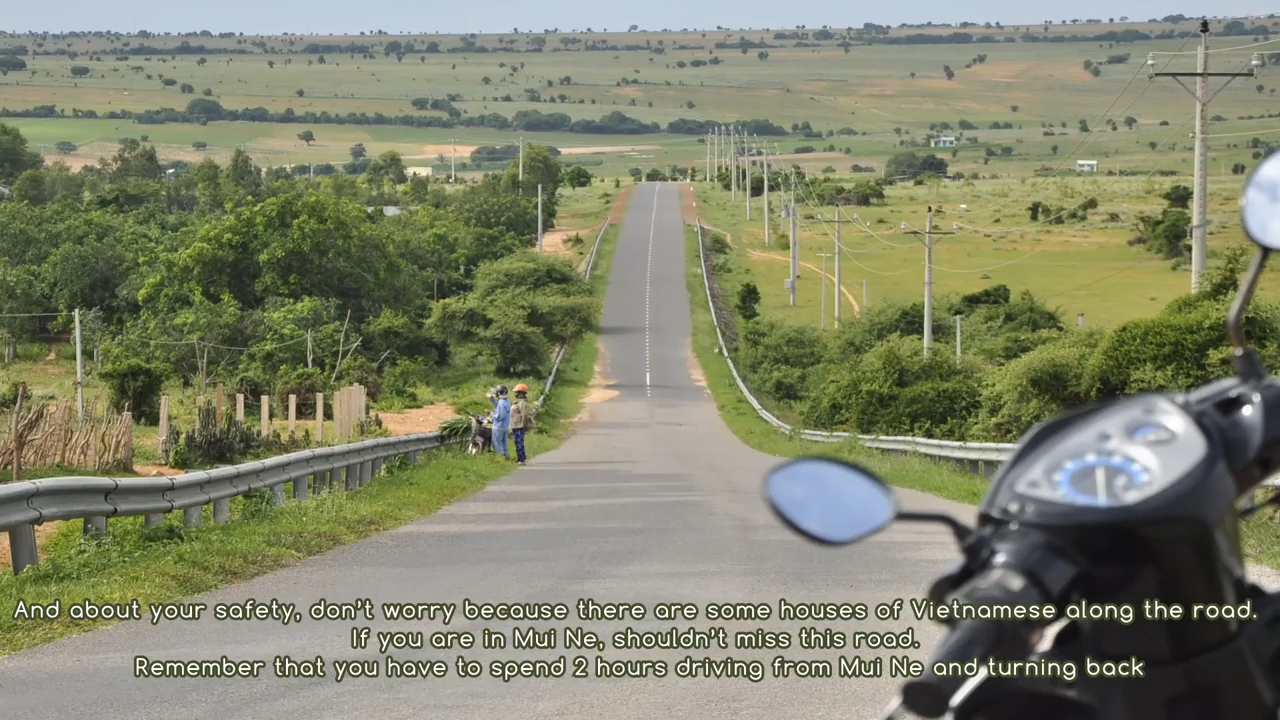 And about your safety, don't worry because there are some houses of Vietnamese along the road.
If you are in Mui Ne, shouldn't miss this road.
Remember that you have to spend 2 hours driving from Mui Ne and turning back